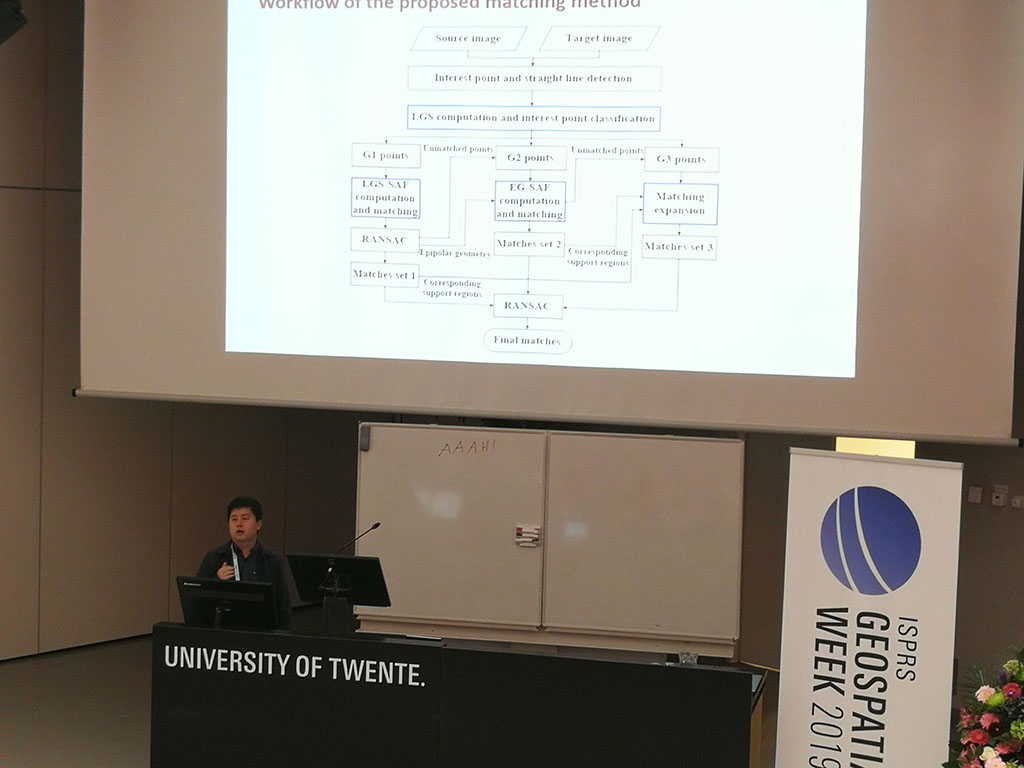 Workflow of the proposed matching method
Source image
Target image
Interest point and straight line detection
LGS computation and interest point classification
G1 points
Unmatched points
G2 points
Unmatched points
G3 points
LGS SAF
computation
and matching
EG SAF
computation
and matching
Matching
expansion
RANSAC
Epipolar geometry
Matches set 2
Corresponding
support regions
Matches set 3
Matches set 1
Corresponding
support regions
RANSAC
Final matches
AAAH!
UNIVERSITY OF TWENTE.
ISPRS
GEOSPATIA
WEEK 2019